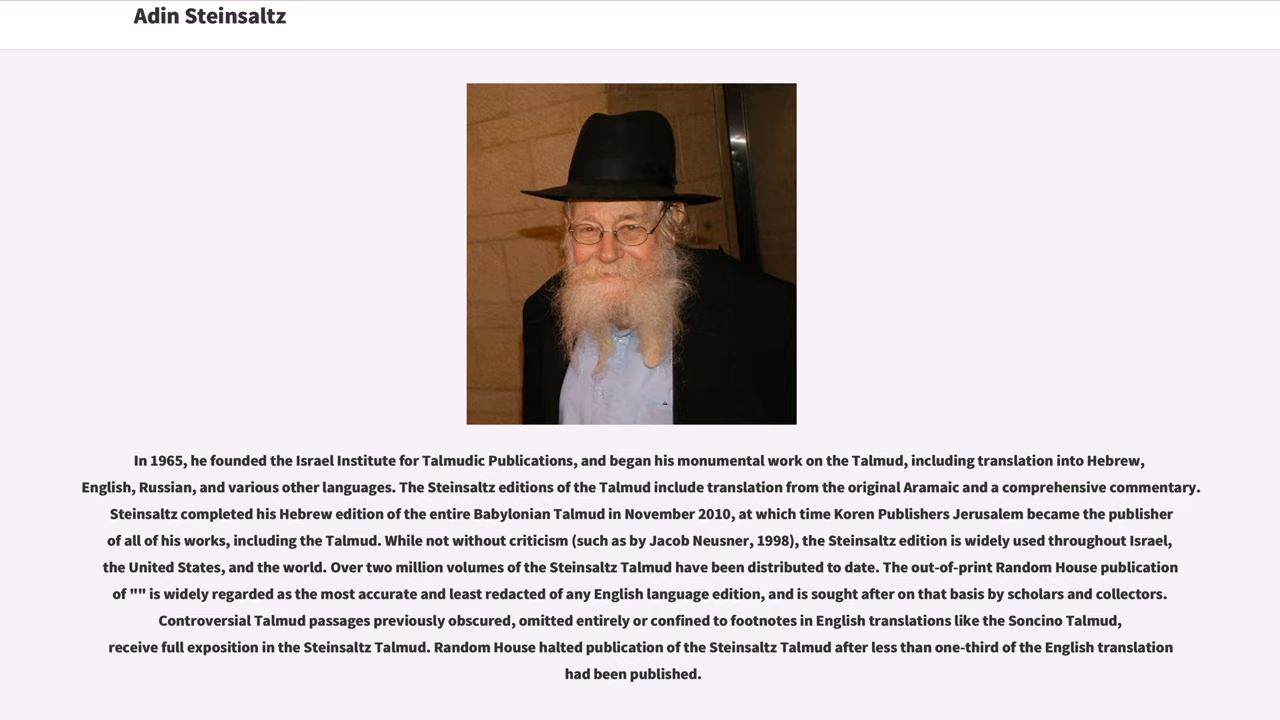 Adin Steinsaltz
In 1965, he founded the Israel Institute for Talmudic Publications, and began his monumental work on the Talmud, including translation into Hebrew,
English, Russian, and various other languages. The Steinsaltz editions of the Talmud include translation from the original Aramaic and a comprehensive commentary.
Steinsaltz completed his Hebrew edition of the entire Babylonian Talmud in November 2010, at which time Koren Publishers Jerusalem became the publisher
of all of his works, including the Talmud. While not without criticism (such as by Jacob Neusner, 1998), the Steinsaltz edition is widely used throughout Israel,
the United States, and the world. Over two million volumes of the Steinsaltz Talmud have been distributed to date. The out-of-print Random House publication
of "" is widely regarded as the most accurate and least redacted of any English language edition, and is sought after on that basis by scholars and collectors.
Controversial Talmud passages previously obscured, omitted entirely or confined to footnotes in English translations like the Soncino Talmud,
receive full exposition in the Steinsaltz Talmud. Random House halted publication of the Steinsaltz Talmud after less than one-third of the English translation
had been published.